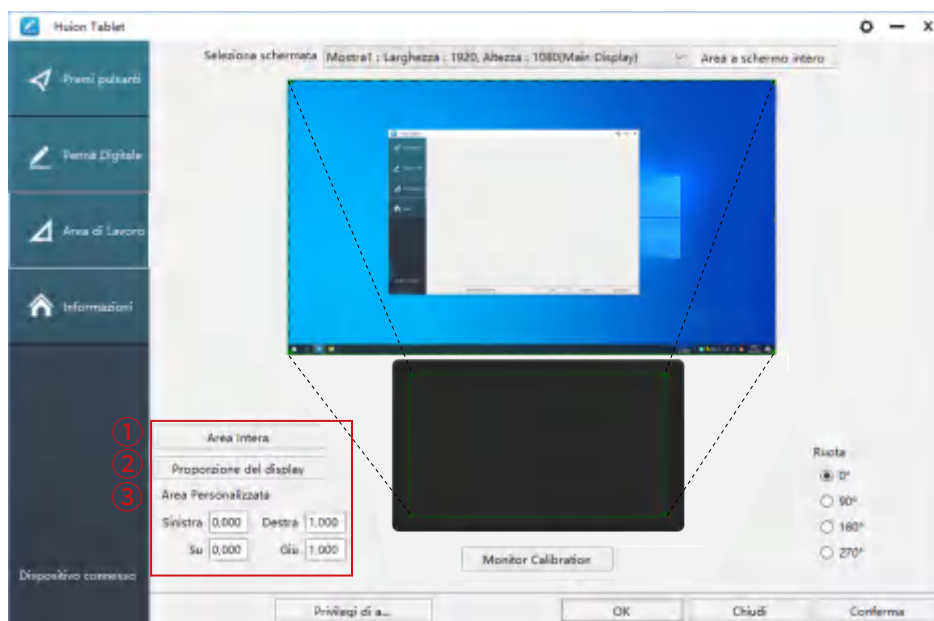 Huion Tablet
Seleziona schermata Mostra1 : Larghezza : 1920, Altezza : 1080(Main Display) Area a schermo intero
Premi pulsanti
Penna Digitale
Area di Lavoro
Informazioni
① Area Intera
② Proporzione del display
③ Area Personalizzata
Sinistra 0,000 Destra 1,000
Su 0,000 Giù 1,000
Ruota
0°
90°
180°
270°
Monitor Calibration
Dispositivo connesso
Privilegi di a... OK Chiudi Conferma